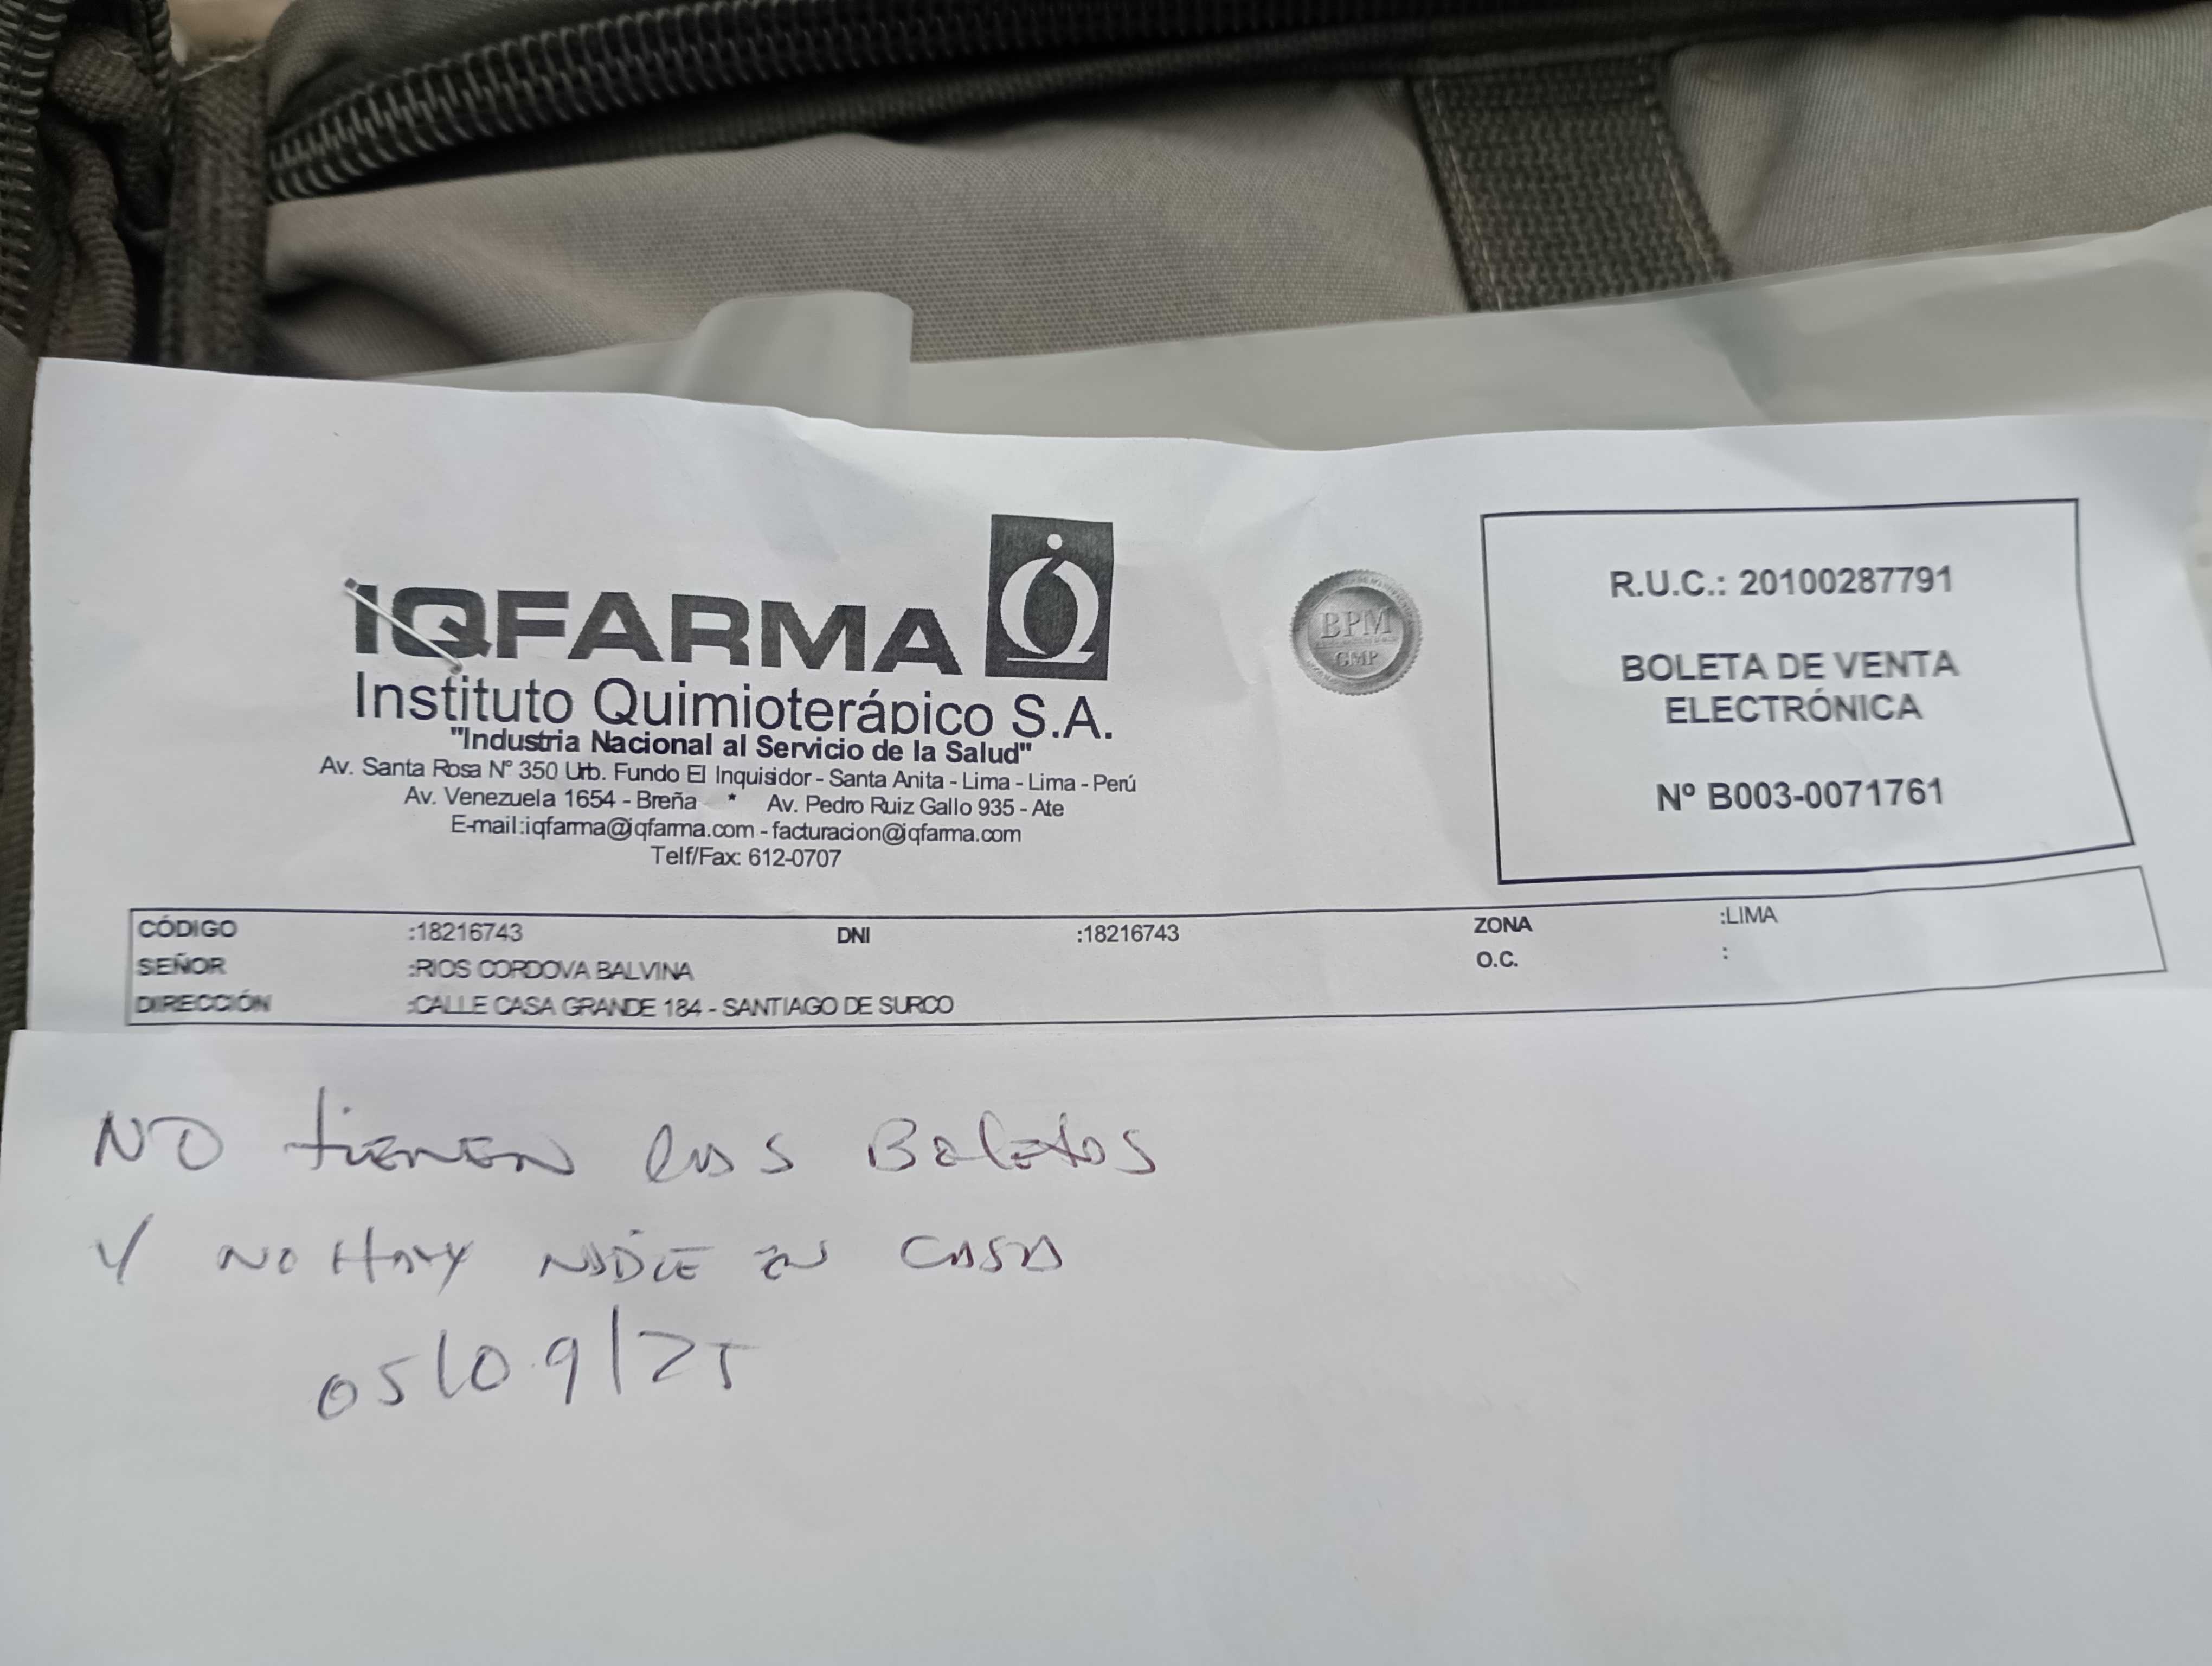 IQFARMA
Instituto Quimioterápico S.A.
"Industria Nacional al Servicio de la Salud"
Av. Santa Rosa N° 350 Urb. Fundo El Inquisidor - Santa Anita - Lima - Lima - Perú
Av. Venezuela 1654 - Breña * Av. Pedro Ruiz Gallo 935 - Ate
E-mail:iqfarma@iqfarma.com - facturacion@iqfarma.com
Telf/Fax: 612-0707
BPM
GMP
R.U.C.: 20100287791
BOLETA DE VENTA
ELECTRÓNICA
Nº B003-0071761
CÓDIGO :18216743 DNI :18216743 ZONA :LIMA
SEÑOR :RIOS CORDOVA BALVINA O.C. :
DIRECCIÓN :CALLE CASA GRANDE 184 - SANTIAGO DE SURCO
NO tIENEN las Boletas
Y NO HAY NADIE EN CASA
05/09/25